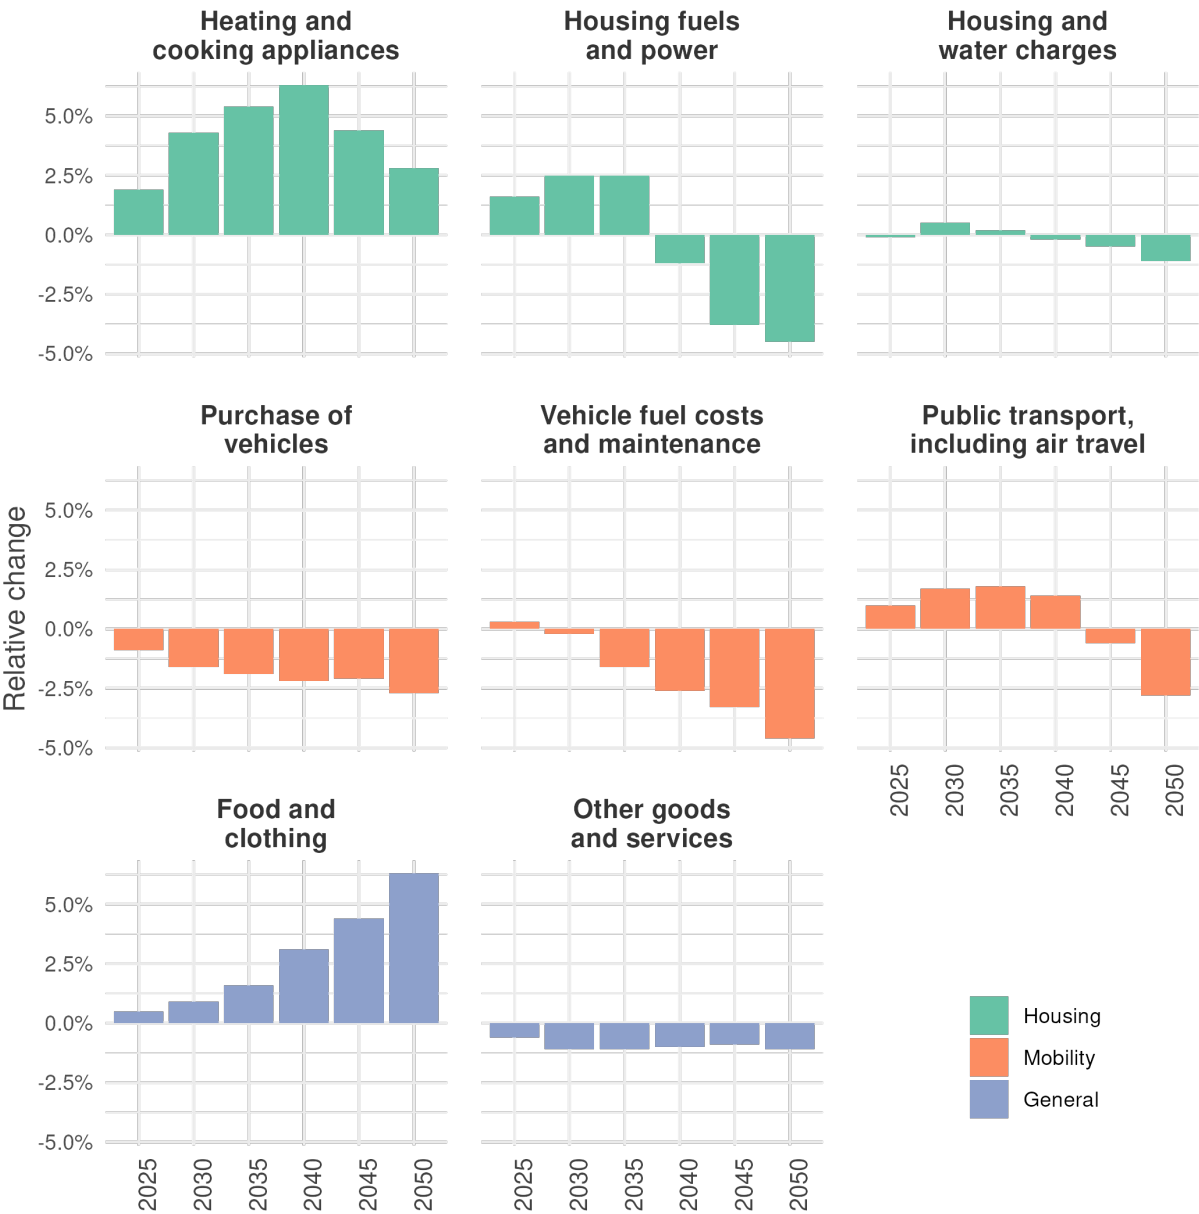 Heating and
cooking appliances
Housing fuels
and power
Housing and
water charges
5.0%
2.5%
0.0%
-2.5%
-5.0%
Purchase of
vehicles
Vehicle fuel costs
and maintenance
Public transport,
including air travel
Relative change
5.0%
2.5%
0.0%
-2.5%
-5.0%
2025
2030
2035
2040
2045
2050
Food and
clothing
Other goods
and services
5.0%
2.5%
0.0%
-2.5%
-5.0%
2025
2030
2035
2040
2045
2050
2025
2030
2035
2040
2045
2050
Housing
Mobility
General